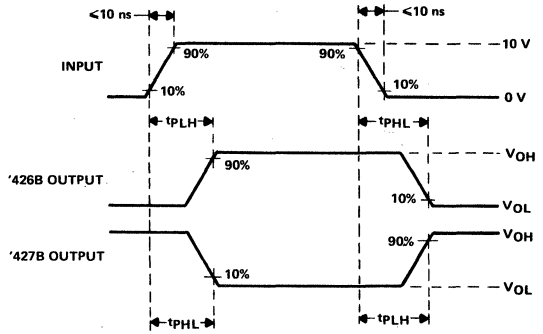 ≤10 ns
≤10 ns
INPUT
90%
90%
10 V
10%
10%
0 V
tPLH
tPHL
'426B OUTPUT
90%
VOH
10%
VOL
'427B OUTPUT
90%
VOH
10%
VOL
tPHL
tPLH